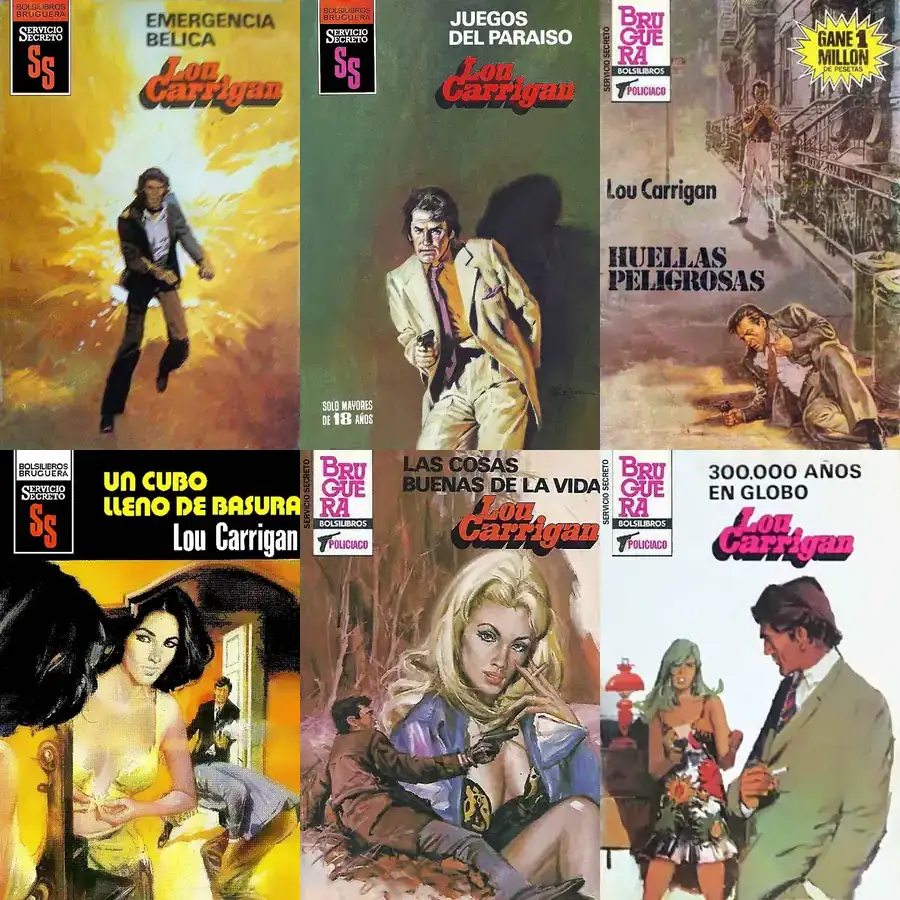 BOLSILIBROS
BRUGUERA
SERVICIO
SECRETO
SS
EMERGENCIA
BELICA
Lou
Carrigan
BOLSILIBROS
BRUGUERA
SERVICIO
SECRETO
SS
JUEGOS
DEL PARAISO
Lou
Carrigan
SOLO MAYORES
DE 18 AÑOS
SERVICIO SECRETO
BRU
GUE
RA
BOLSILIBROS
POLICIACO
GANE 1
MILLON
DE PESETAS
Lou Carrigan
HUELLAS
PELIGROSAS
BOLSILIBROS
BRUGUERA
SERVICIO
SECRETO
SS
UN CUBO
LLENO DE BASURA
Lou Carrigan
SERVICIO SECRETO
BRU
GUE
RA
BOLSILIBROS
POLICIACO
LAS COSAS
BUENAS DE LA VIDA
Lou
Carrigan
SERVICIO SECRETO
BRU
GUE
RA
BOLSILIBROS
POLICIACO
300.000 AÑOS
EN GLOBO
Lou
Carrigan